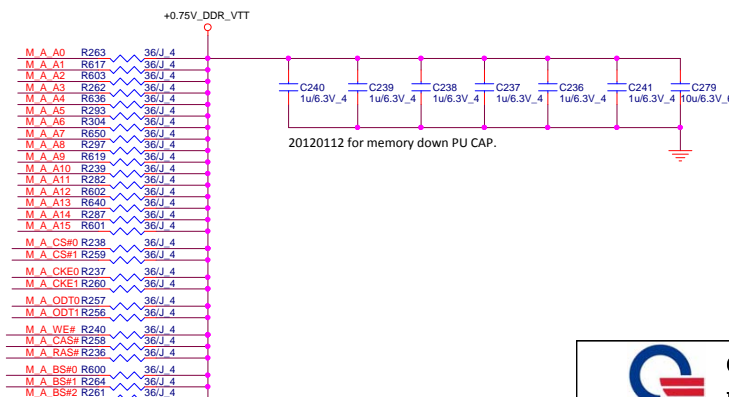 +0.75V_DDR_VTT
M_A_A0 R263 36/J_4
M_A_A1 R617 36/J_4
M_A_A2 R603 36/J_4
M_A_A3 R262 36/J_4
M_A_A4 R636 36/J_4
M_A_A5 R293 36/J_4
M_A_A6 R304 36/J_4
M_A_A7 R650 36/J_4
M_A_A8 R297 36/J_4
M_A_A9 R619 36/J_4
M_A_A10 R239 36/J_4
M_A_A11 R282 36/J_4
M_A_A12 R602 36/J_4
M_A_A13 R640 36/J_4
M_A_A14 R287 36/J_4
M_A_A15 R601 36/J_4
M_A_CS#0 R238 36/J_4
M_A_CS#1 R259 36/J_4
M_A_CKE0 R237 36/J_4
M_A_CKE1 R260 36/J_4
M_A_ODT0 R257 36/J_4
M_A_ODT1 R256 36/J_4
M_A_WE# R240 36/J_4
M_A_CAS# R258 36/J_4
M_A_RAS# R236 36/J_4
M_A_BS#0 R600 36/J_4
M_A_BS#1 R264 36/J_4
M_A_BS#2 R261 36/J_4
C240 C239 C238 C237 C236 C241 C279
1u/6.3V_4 1u/6.3V_4 1u/6.3V_4 1u/6.3V_4 1u/6.3V_4 1u/6.3V_4 10u/6.3V_6
20120112 for memory down PU CAP.